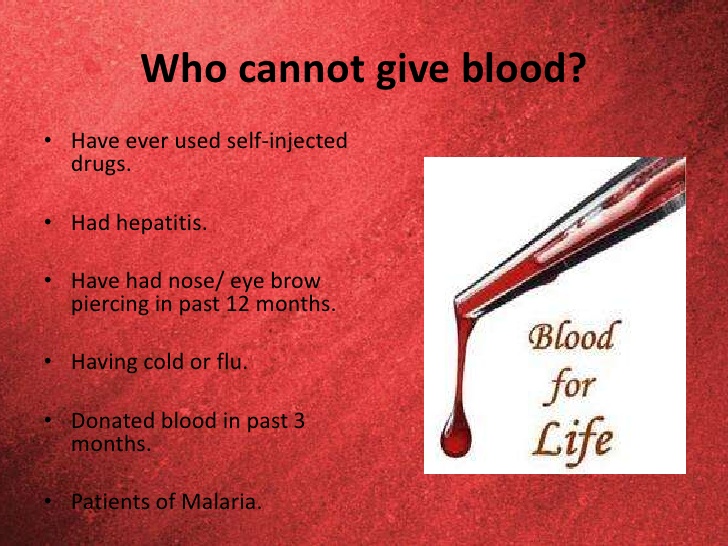 Who cannot give blood?
• Have ever used self-injected
drugs.
• Had hepatitis.
• Have had nose/ eye brow
piercing in past 12 months.
• Having cold or flu.
• Donated blood in past 3
months.
• Patients of Malaria.
Blood
for
Life